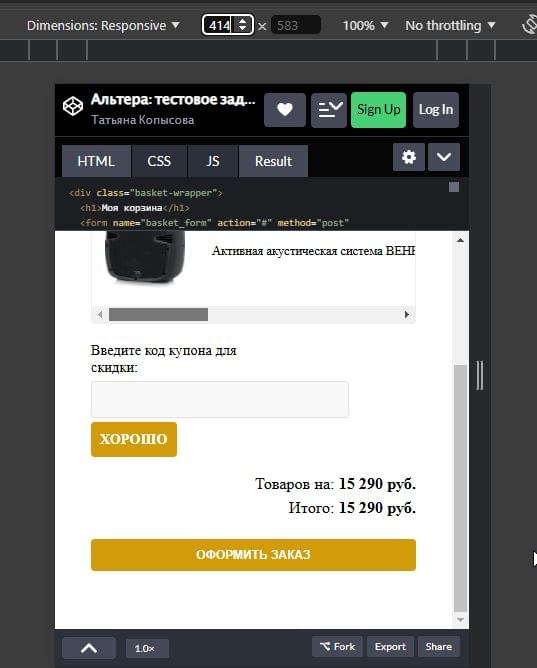 Dimensions: Responsive 414 × 583 100% No throttling
Альтера: тестовое зад...
Татьяна Копысова
Sign Up Log In
HTML CSS JS Result
<div class="basket-wrapper">
<h1>Моя корзина</h1>
<form name="basket_form" action="#" method="post"
Активная акустическая система BEHR
Введите код купона для
скидки:
ХОРОШО
Товаров на: 15 290 руб.
Итого: 15 290 руб.
ОФОРМИТЬ ЗАКАЗ
1.0× Fork Export Share